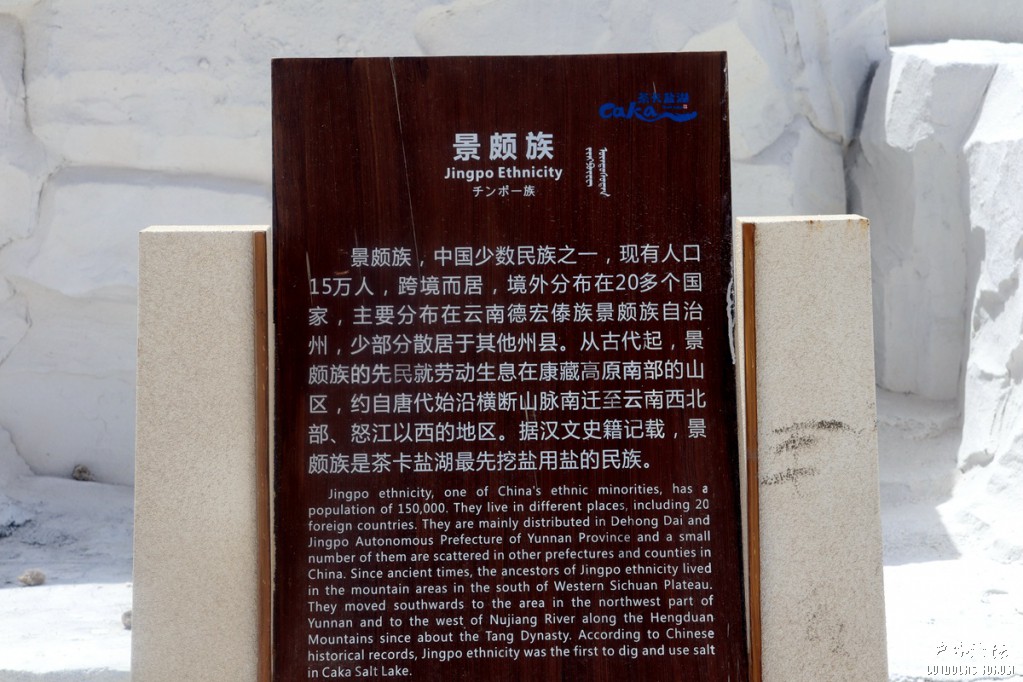 茶卡盐湖
caka
景颇族
Jingpo Ethnicity
チンポー族
景颇族，中国少数民族之一，现有人口
15万人，跨境而居，境外分布在20多个国
家，主要分布在云南德宏傣族景颇族自治
州，少部分散居于其他州县。从古代起，景
颇族的先民就劳动生息在康藏高原南部的山
区，约自唐代始沿横断山脉南迁至云南西北
部、怒江以西的地区。据汉文史籍记载，景
颇族是茶卡盐湖最先挖盐用盐的民族。
Jingpo ethnicity, one of China's ethnic minorities, has a
population of 150,000. They live in different places, including 20
foreign countries. They are mainly distributed in Dehong Dai and
Jingpo Autonomous Prefecture of Yunnan Province and a small
number of them are scattered in other prefectures and counties in
China. Since ancient times, the ancestors of Jingpo ethnicity lived
in the mountain areas in the south of Western Sichuan Plateau.
They moved southwards to the area in the northwest part of
Yunnan and to the west of Nujiang River along the Hengduan
Mountains since about the Tang Dynasty. According to Chinese
historical records, Jingpo ethnicity was the first to dig and use salt
in Caka Salt Lake.